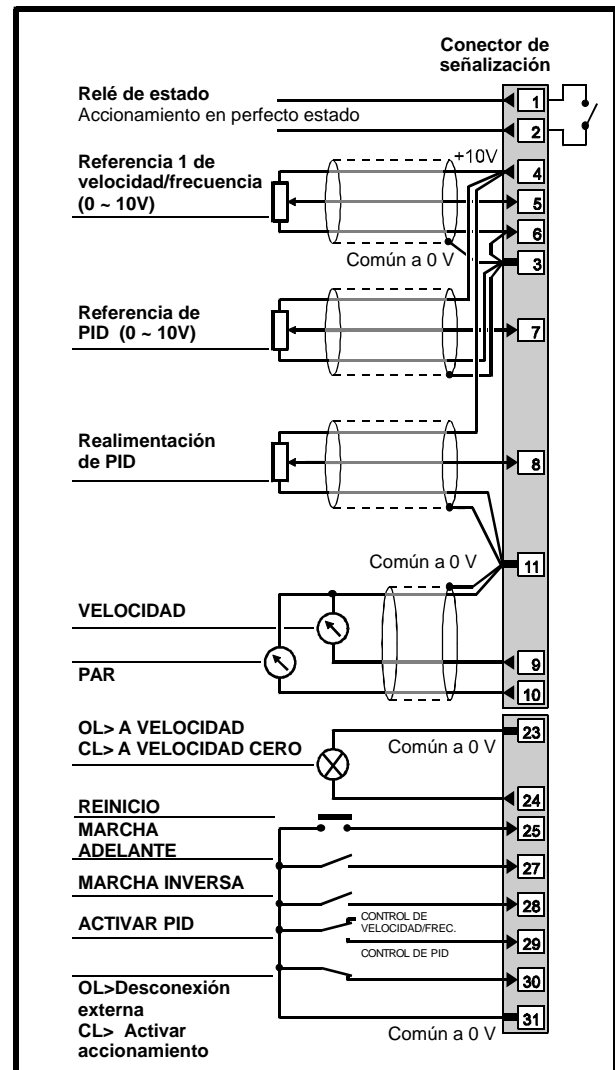 Conector de
señalización
Relé de estado
Accionamiento en perfecto estado
1
2
Referencia 1 de
velocidad/frecuencia
(0 ~ 10V)
+10V
4
5
6
Común a 0 V
3
Referencia de
PID (0 ~ 10V)
7
Realimentación
de PID
8
Común a 0 V
11
VELOCIDAD
9
PAR
10
OL> A VELOCIDAD
CL> A VELOCIDAD CERO
Común a 0 V
23
24
REINICIO
25
MARCHA
ADELANTE
27
MARCHA INVERSA
28
ACTIVAR PID
CONTROL DE
VELOCIDAD/FREC.
29
CONTROL DE PID
30
OL>Desconexión
externa
CL> Activar
accionamiento
31
Común a 0 V